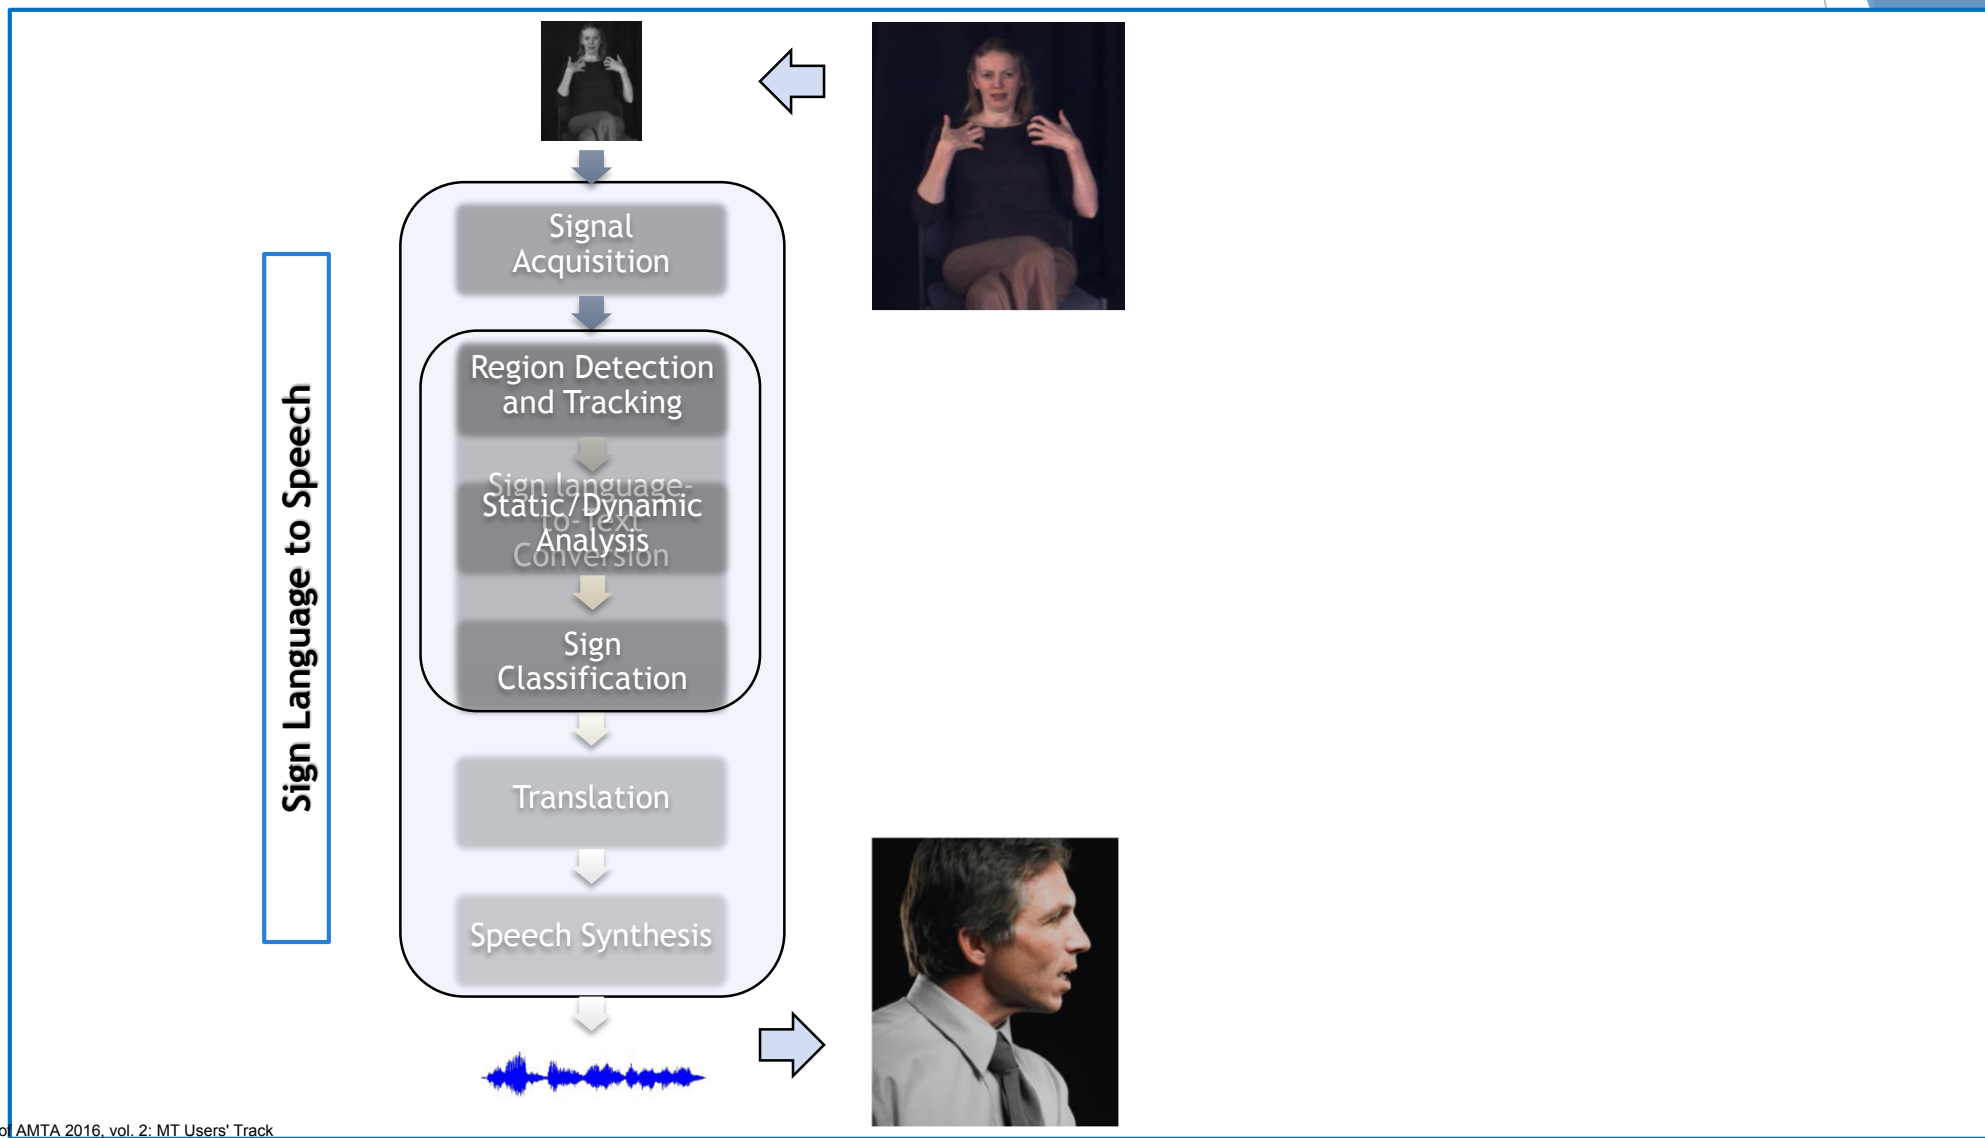 Sign Language to Speech
Signal
Acquisition
Region Detection
and Tracking
Sign language-
to-Text
Conversion
Static/Dynamic
Analysis
Sign
Classification
Translation
Speech Synthesis
of AMTA 2016, vol. 2: MT Users' Track